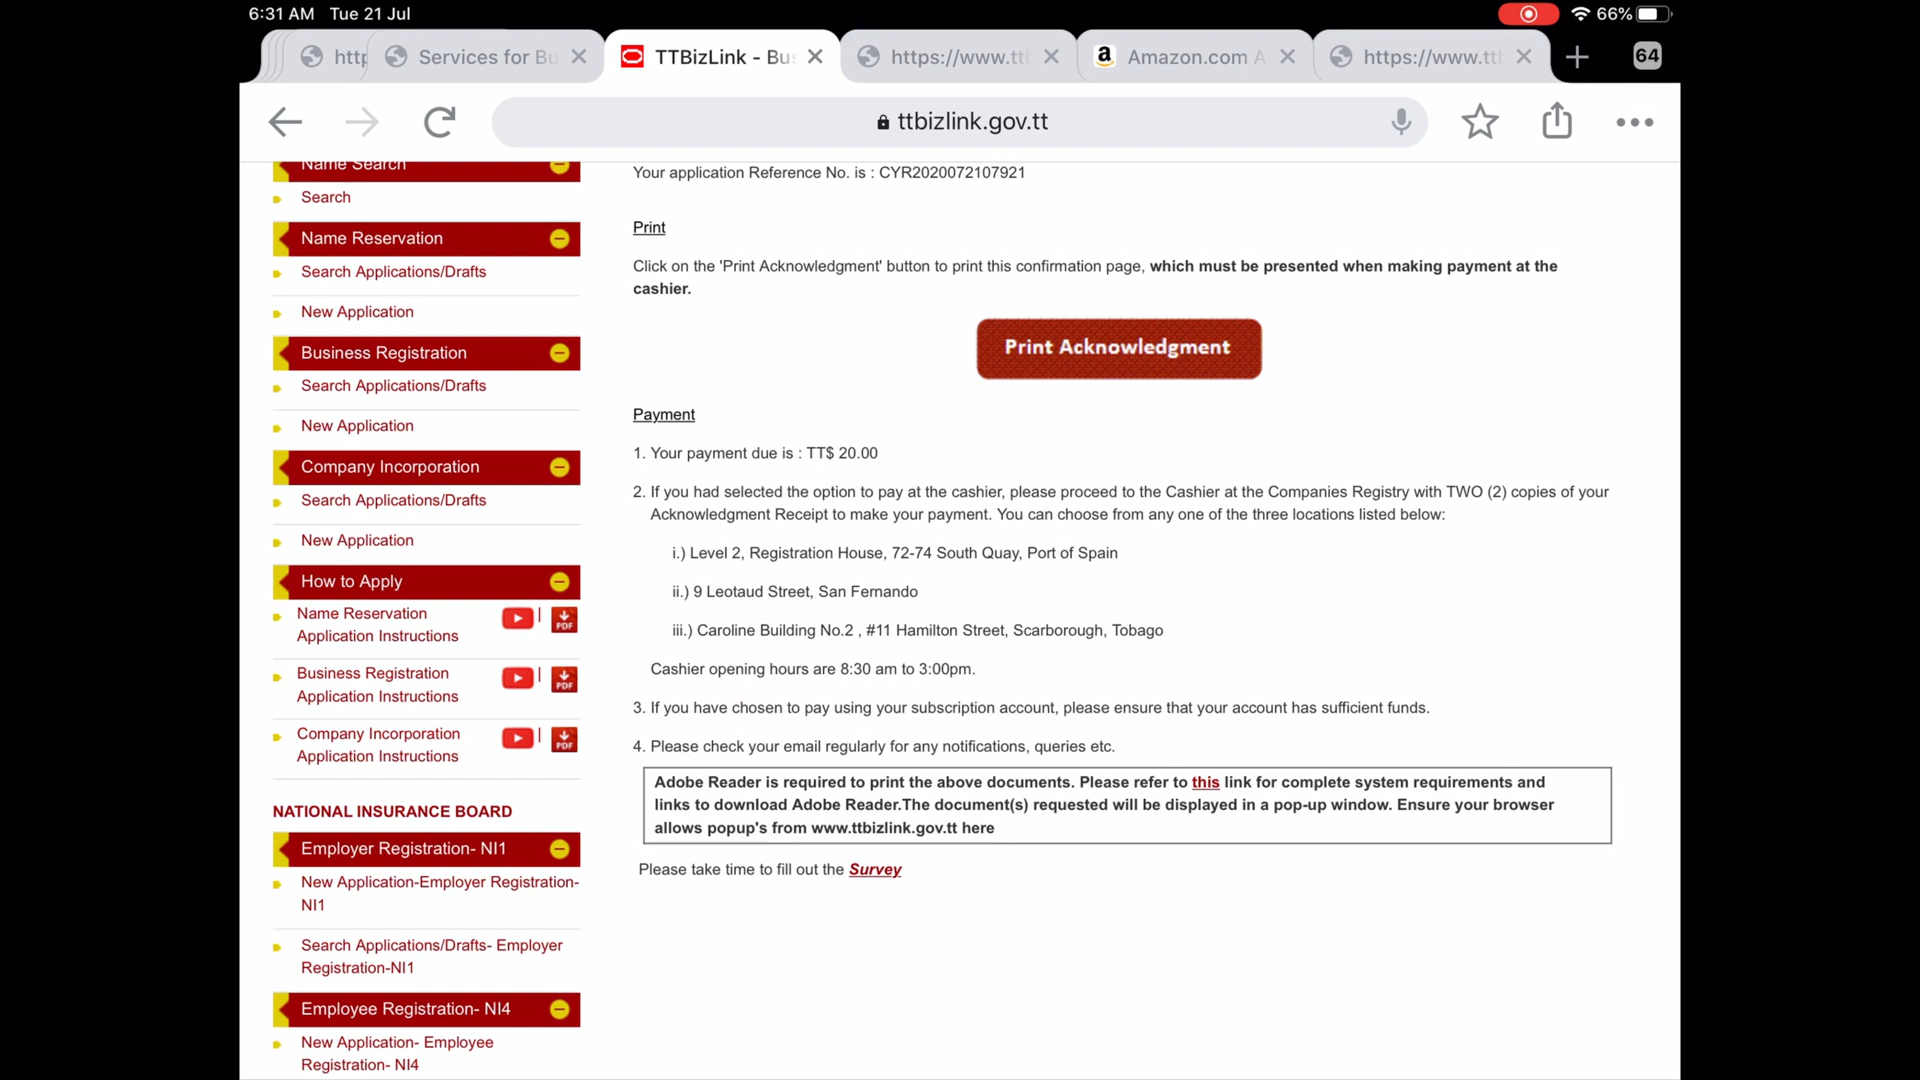 6:31 AM Tue 21 Jul
66%
http
Services for Bu
TTBizLink - Bus
https://www.ttb
Amazon.com A
https://www.ttb
64
ttbizlink.gov.tt
Name Search
Search
Name Reservation
Search Applications/Drafts
New Application
Business Registration
Search Applications/Drafts
New Application
Company Incorporation
Search Applications/Drafts
New Application
How to Apply
Name Reservation
Application Instructions
PDF
Business Registration
Application Instructions
PDF
Company Incorporation
Application Instructions
PDF
NATIONAL INSURANCE BOARD
Employer Registration- NI1
New Application-Employer Registration-
NI1
Search Applications/Drafts- Employer
Registration-NI1
Employee Registration- NI4
New Application- Employee
Registration- NI4
Your application Reference No. is : CYR2020072107921
Print
Click on the 'Print Acknowledgment' button to print this confirmation page, which must be presented when making payment at the
cashier.
Print Acknowledgment
Payment
1. Your payment due is : TT$ 20.00
2. If you had selected the option to pay at the cashier, please proceed to the Cashier at the Companies Registry with TWO (2) copies of your
Acknowledgment Receipt to make your payment. You can choose from any one of the three locations listed below:
i.) Level 2, Registration House, 72-74 South Quay, Port of Spain
ii.) 9 Leotaud Street, San Fernando
iii.) Caroline Building No.2 , #11 Hamilton Street, Scarborough, Tobago
Cashier opening hours are 8:30 am to 3:00pm.
3. If you have chosen to pay using your subscription account, please ensure that your account has sufficient funds.
4. Please check your email regularly for any notifications, queries etc.
Adobe Reader is required to print the above documents. Please refer to this link for complete system requirements and
links to download Adobe Reader.The document(s) requested will be displayed in a pop-up window. Ensure your browser
allows popup's from www.ttbizlink.gov.tt here
Please take time to fill out the Survey